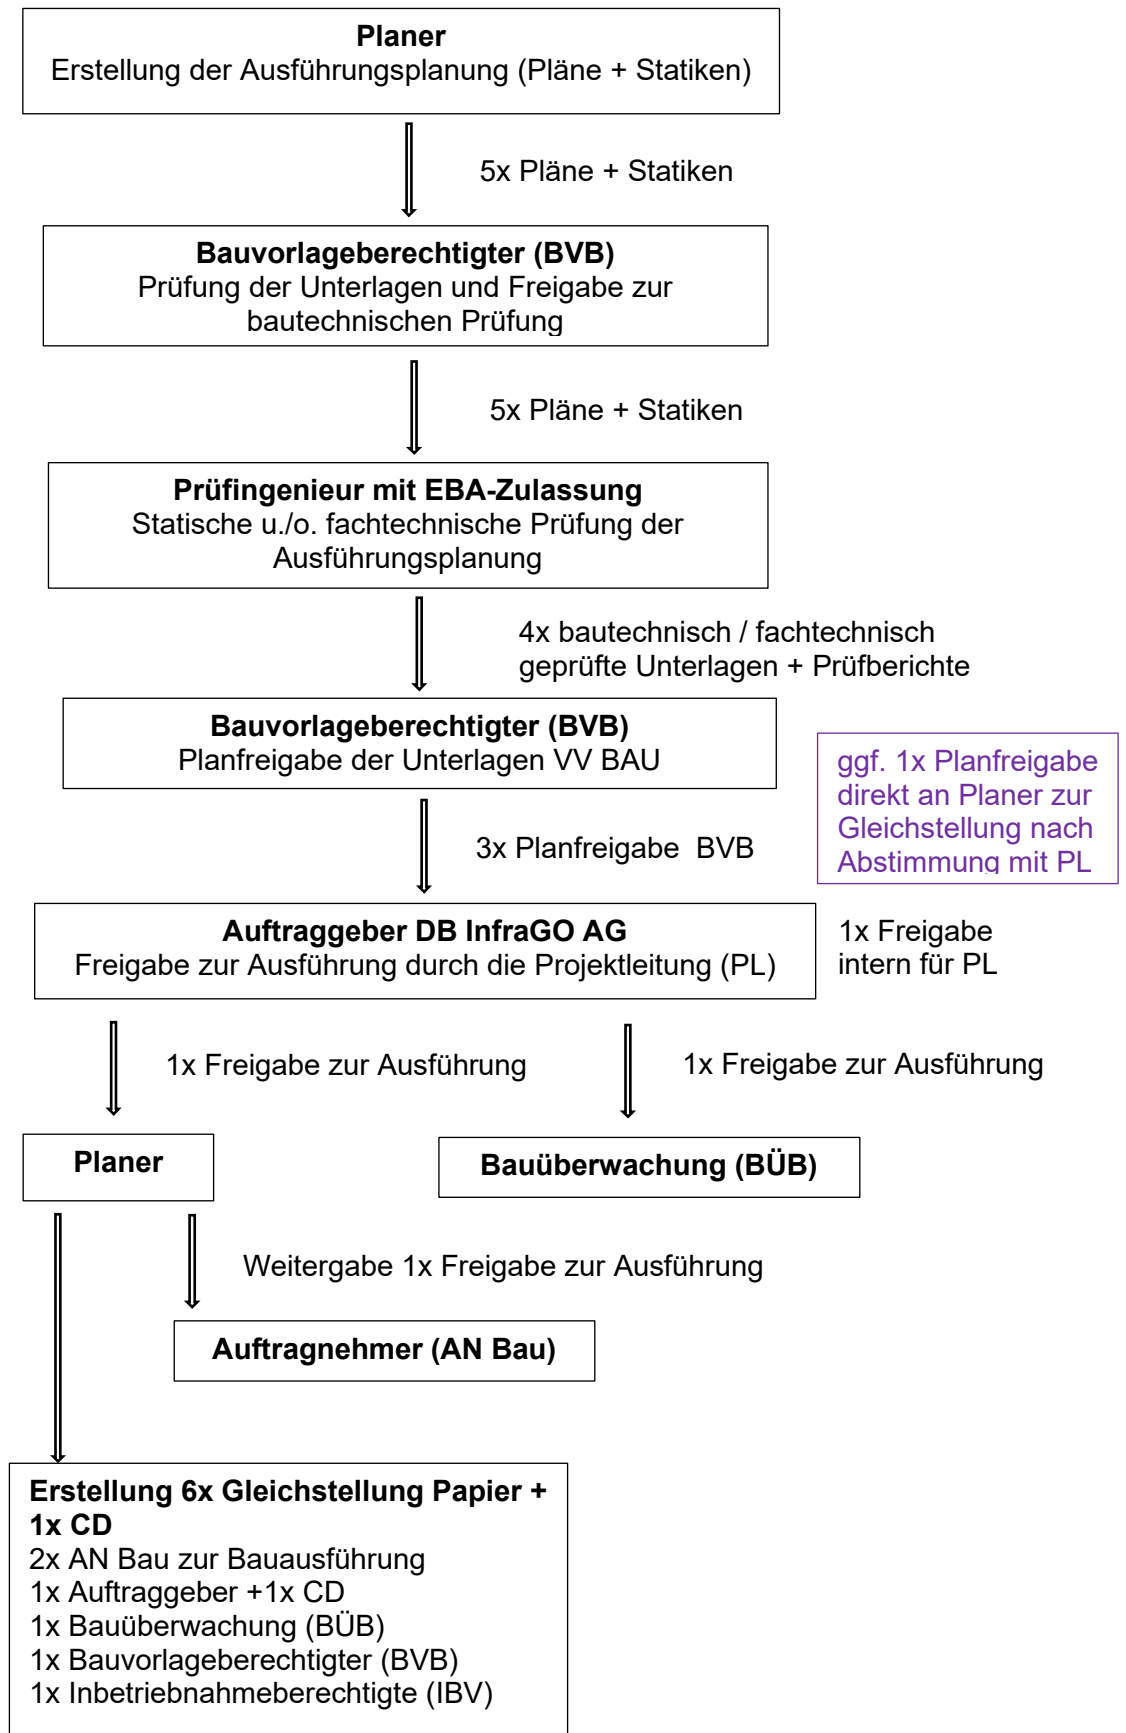 Planer
Erstellung der Ausführungsplanung (Pläne + Statiken)
5x Pläne + Statiken
Bauvorlageberechtigter (BVB)
Prüfung der Unterlagen und Freigabe zur
bautechnischen Prüfung
5x Pläne + Statiken
Prüfingenieur mit EBA-Zulassung
Statische u./o. fachtechnische Prüfung der
Ausführungsplanung
4x bautechnisch / fachtechnisch
geprüfte Unterlagen + Prüfberichte
Bauvorlageberechtigter (BVB)
Planfreigabe der Unterlagen VV BAU
ggf. 1x Planfreigabe
direkt an Planer zur
Gleichstellung nach
Abstimmung mit PL
3x Planfreigabe BVB
Auftraggeber DB InfraGO AG
Freigabe zur Ausführung durch die Projektleitung (PL)
1x Freigabe
intern für PL
1x Freigabe zur Ausführung
1x Freigabe zur Ausführung
Planer
Bauüberwachung (BÜB)
Weitergabe 1x Freigabe zur Ausführung
Auftragnehmer (AN Bau)
Erstellung 6x Gleichstellung Papier +
1x CD
2x AN Bau zur Bauausführung
1x Auftraggeber +1x CD
1x Bauüberwachung (BÜB)
1x Bauvorlageberechtigter (BVB)
1x Inbetriebnahmeberechtigte (IBV)